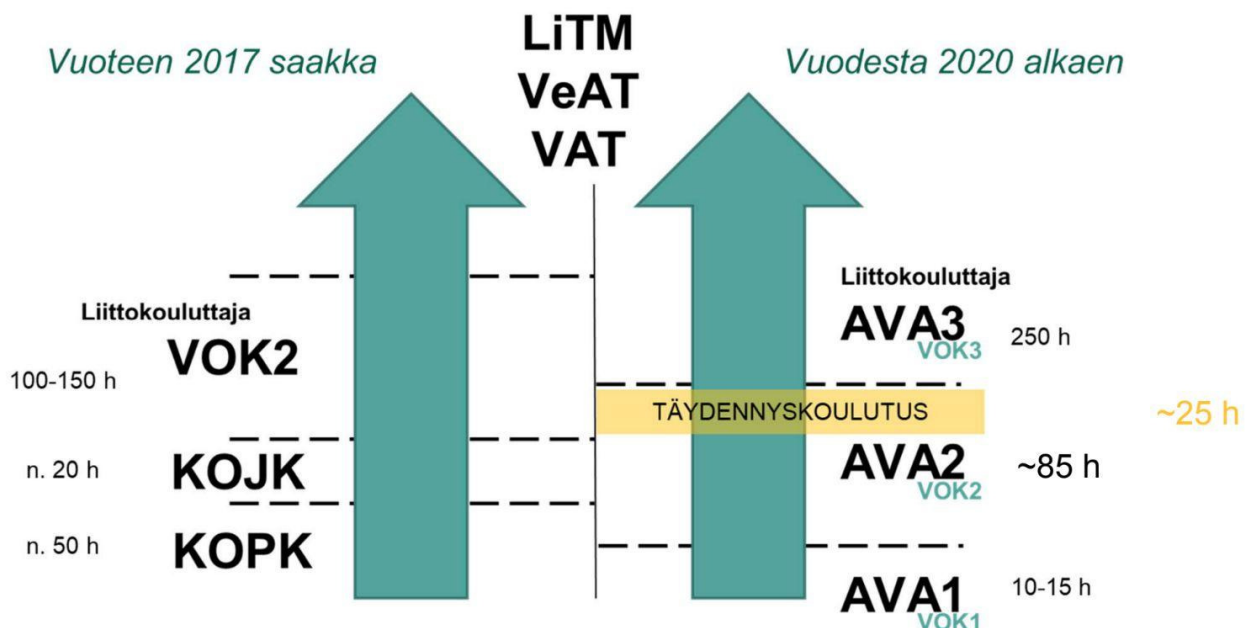 Vuoteen 2017 saakka
LiTM
VeAT
VAT
Vuodesta 2020 alkaen
Liittokouluttaja
VOK2
100-150 h
n. 20 h
KOJK
n. 50 h
KOPK
Liittokouluttaja
AVA3
VOK3
250 h
TÄYDENNYSKOULUTUS
~25 h
AVA2
VOK2
~85 h
AVA1
VOK1
10-15 h